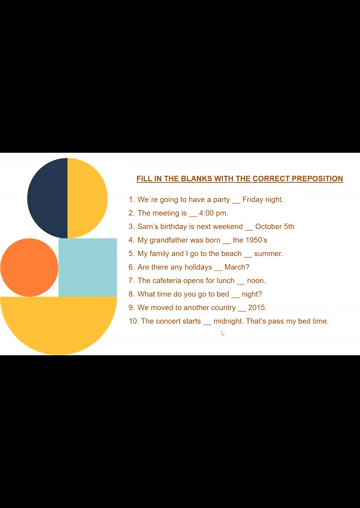 FILL IN THE BLANKS WITH THE CORRECT PREPOSITION
1. We're going to have a party __ Friday night.
2. The meeting is __ 4:00 pm.
3. Sam's birthday is next weekend __ October 5th
4. My grandfather was born __ the 1950's
5. My family and I go to the beach __ summer.
6. Are there any holidays __ March?
7. The cafeteria opens for lunch __ noon.
8. What time do you go to bed __ night?
9. We moved to another country __ 2015.
10. The concert starts __ midnight. That's pass my bed time.